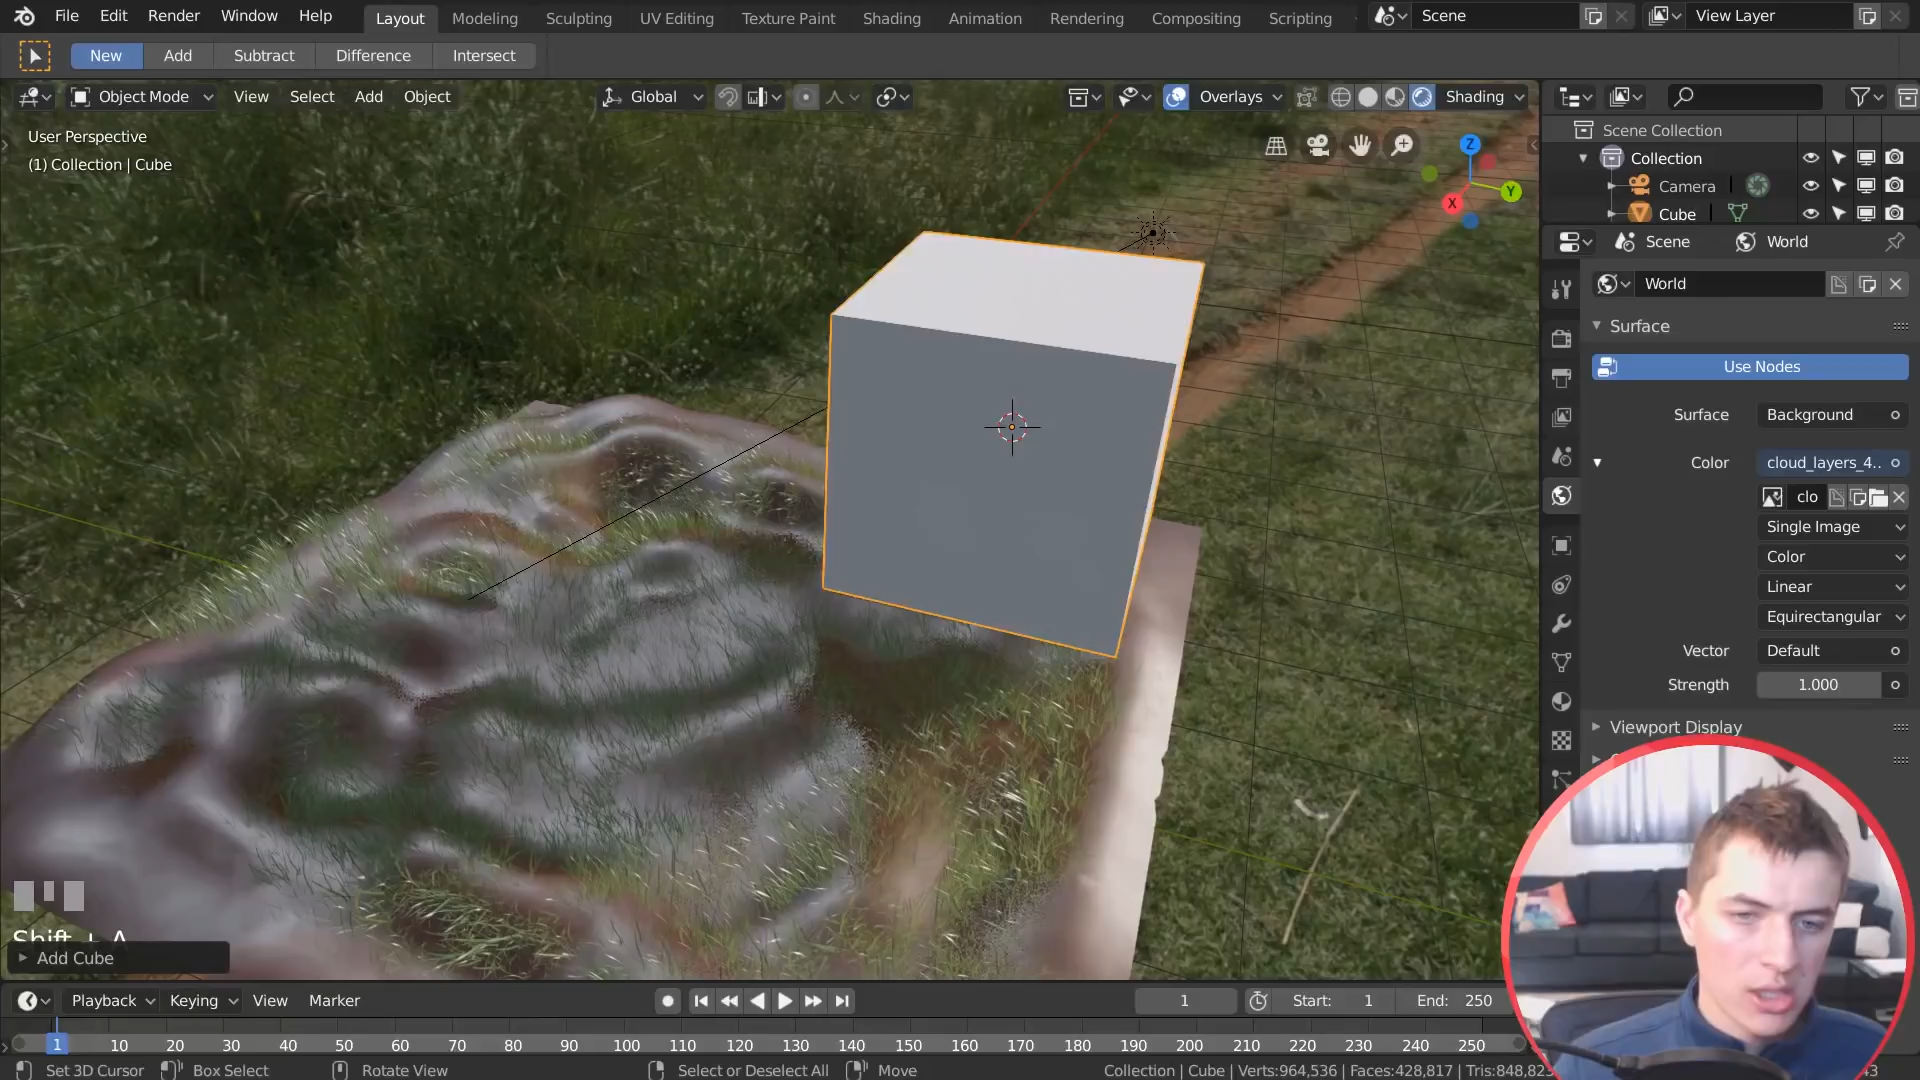 File Edit Render Window Help
Layout Modeling Sculpting UV Editing Texture Paint Shading Animation Rendering Compositing Scripting
Scene
View Layer
New Add Subtract Difference Intersect
Object Mode View Select Add Object
Global
Overlays
Shading
User Perspective
(1) Collection | Cube
Z
Y
X
Scene Collection
Collection
Camera
Cube
Scene World
World
Surface
Use Nodes
Surface Background
Color cloud_layers_4..
clo
Single Image
Color
Linear
Equirectangular
Vector Default
Strength 1.000
Viewport Display
Shift + A
Add Cube
Playback Keying View Marker
1
Start: 1
End: 250
1 10 20 30 40 50 60 70 80 90 100 110 120 130 140 150 160 170 180 190 200 210 220 230 240 250
Set 3D Cursor Box Select Rotate View Select or Deselect All Move
Collection | Cube | Verts:964,536 | Faces:428,817 | Tris:848,823